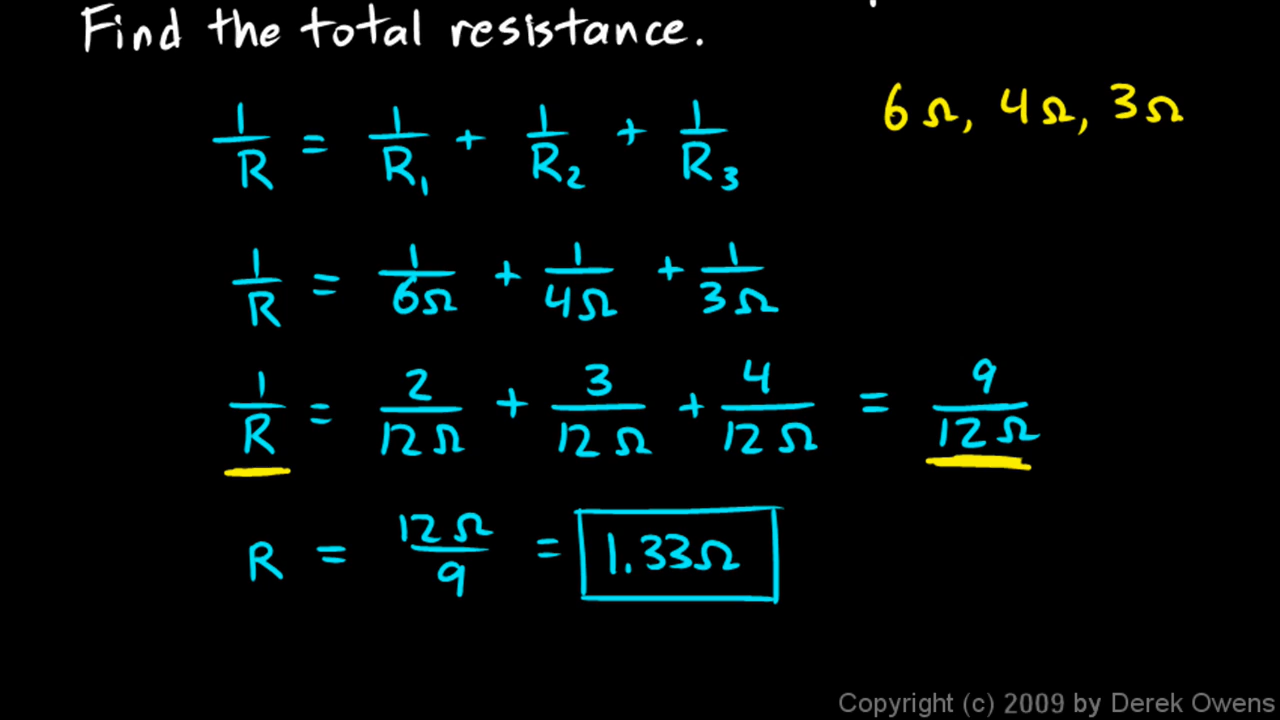 Find the total resistance.
6Ω, 4Ω, 3Ω
1/R = 1/R₁ + 1/R₂ + 1/R₃
1/R = 1/6Ω + 1/4Ω + 1/3Ω
1/R = 2/12Ω + 3/12Ω + 4/12Ω = 9/12Ω
R = 12Ω/9 = 1.33Ω
Copyright (c) 2009 by Derek Owens